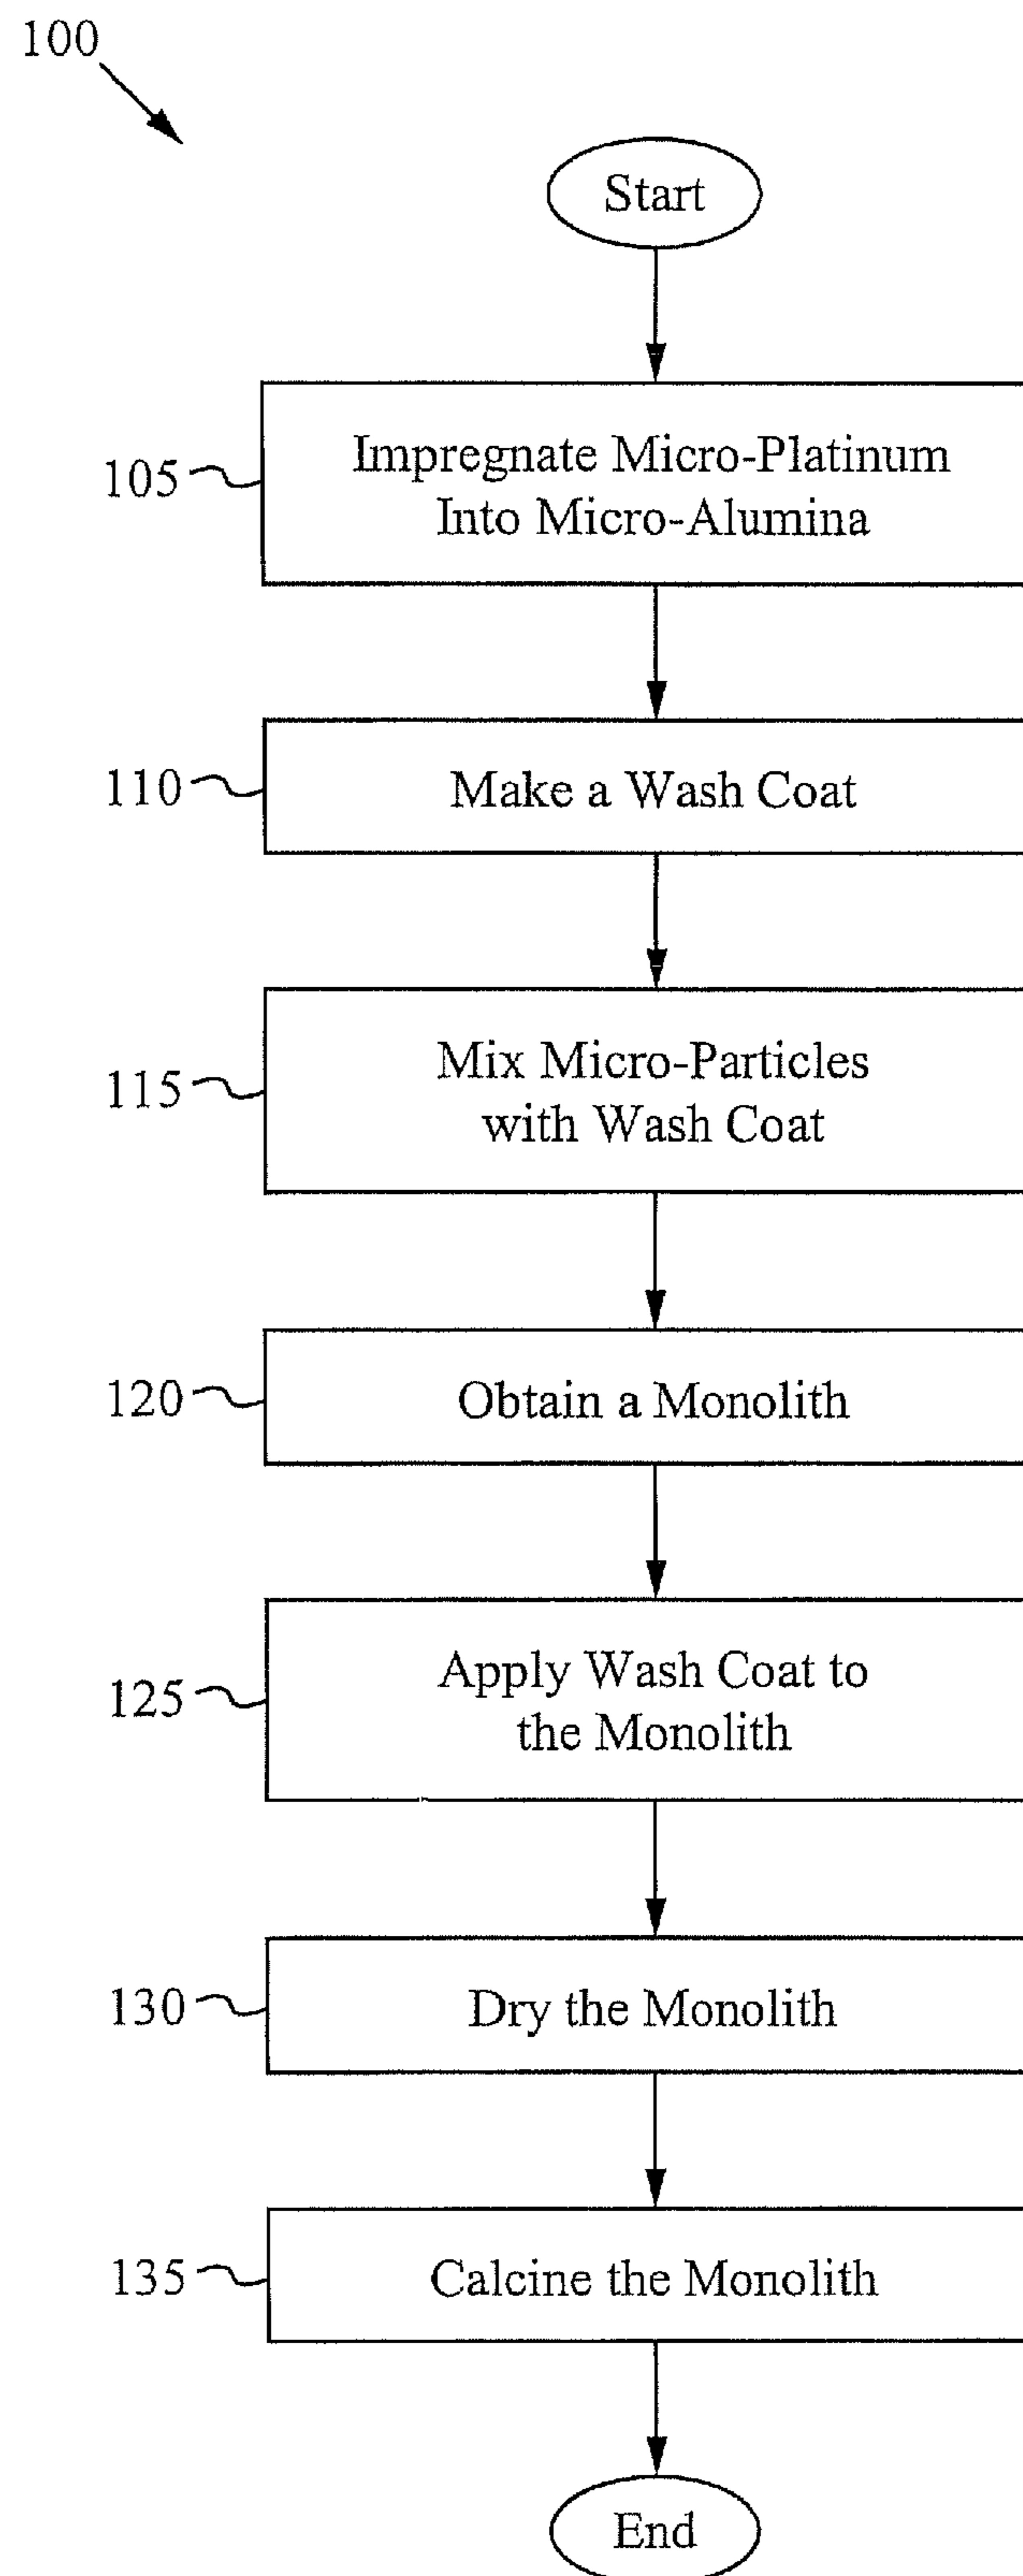 100
Start
105
Impregnate Micro-Platinum
Into Micro-Alumina
110
Make a Wash Coat
115
Mix Micro-Particles
with Wash Coat
120
Obtain a Monolith
125
Apply Wash Coat to
the Monolith
130
Dry the Monolith
135
Calcine the Monolith
End